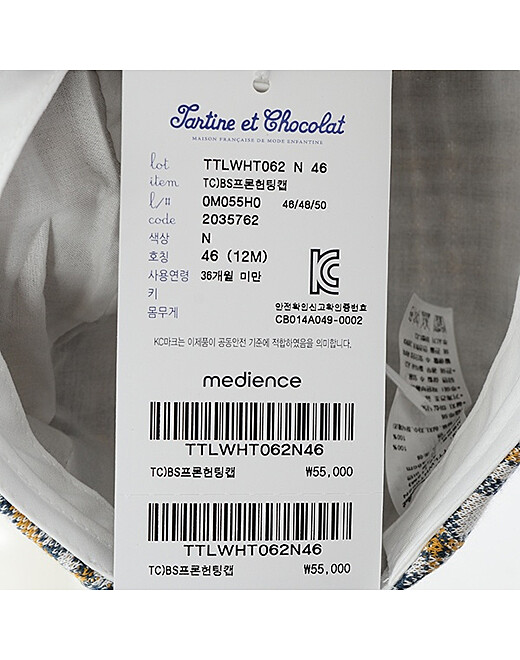 Tartine et Chocolat
MAISON FRANÇAISE DE MODE ENFANTINE
lot TTLWHT062 N 46
item TC)BS프론헌팅캡
l/# 0M055H0 46/48/50
code 2035762
색상 N
호칭 46 (12M)
사용연령 36개월 미만
키
몸무게
안전확인신고확인증번호
CB014A049-0002
KC마크는 이제품이 공동안전 기준에 적합하였음을 의미합니다.
medience
TTLWHT062N46
TC)BS프론헌팅캡 ₩55,000
TTLWHT062N46
TC)BS프론헌팅캡 ₩55,000
100%
100%